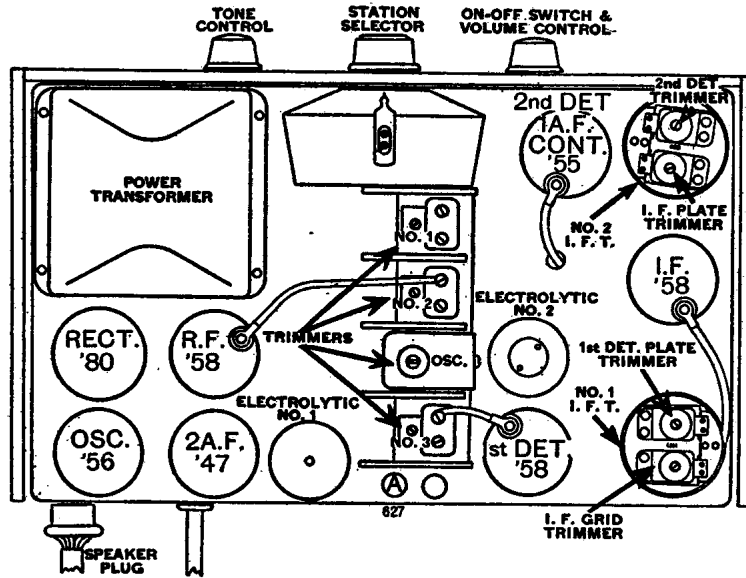 TONE
CONTROL
STATION
SELECTOR
ON-OFF SWITCH &
VOLUME CONTROL
2nd DET
TRIMMER
2nd DET
1A.F.
CONT.
'55
POWER
TRANSFORMER
I. F. PLATE
TRIMMER
NO. 2
I. F. T.
NO. 1
I.F.
'58
NO. 2
ELECTROLYTIC
NO. 2
RECT.
'80
R.F.
'58
TRIMMERS
OSC.
1st DET. PLATE
TRIMMER
NO. 1
I. F. T.
ELECTROLYTIC
NO. 1
OSC.
'56
2A.F.
'47
NO. 3
st DET.
'58
A
627
I. F. GRID
TRIMMER
SPEAKER
PLUG